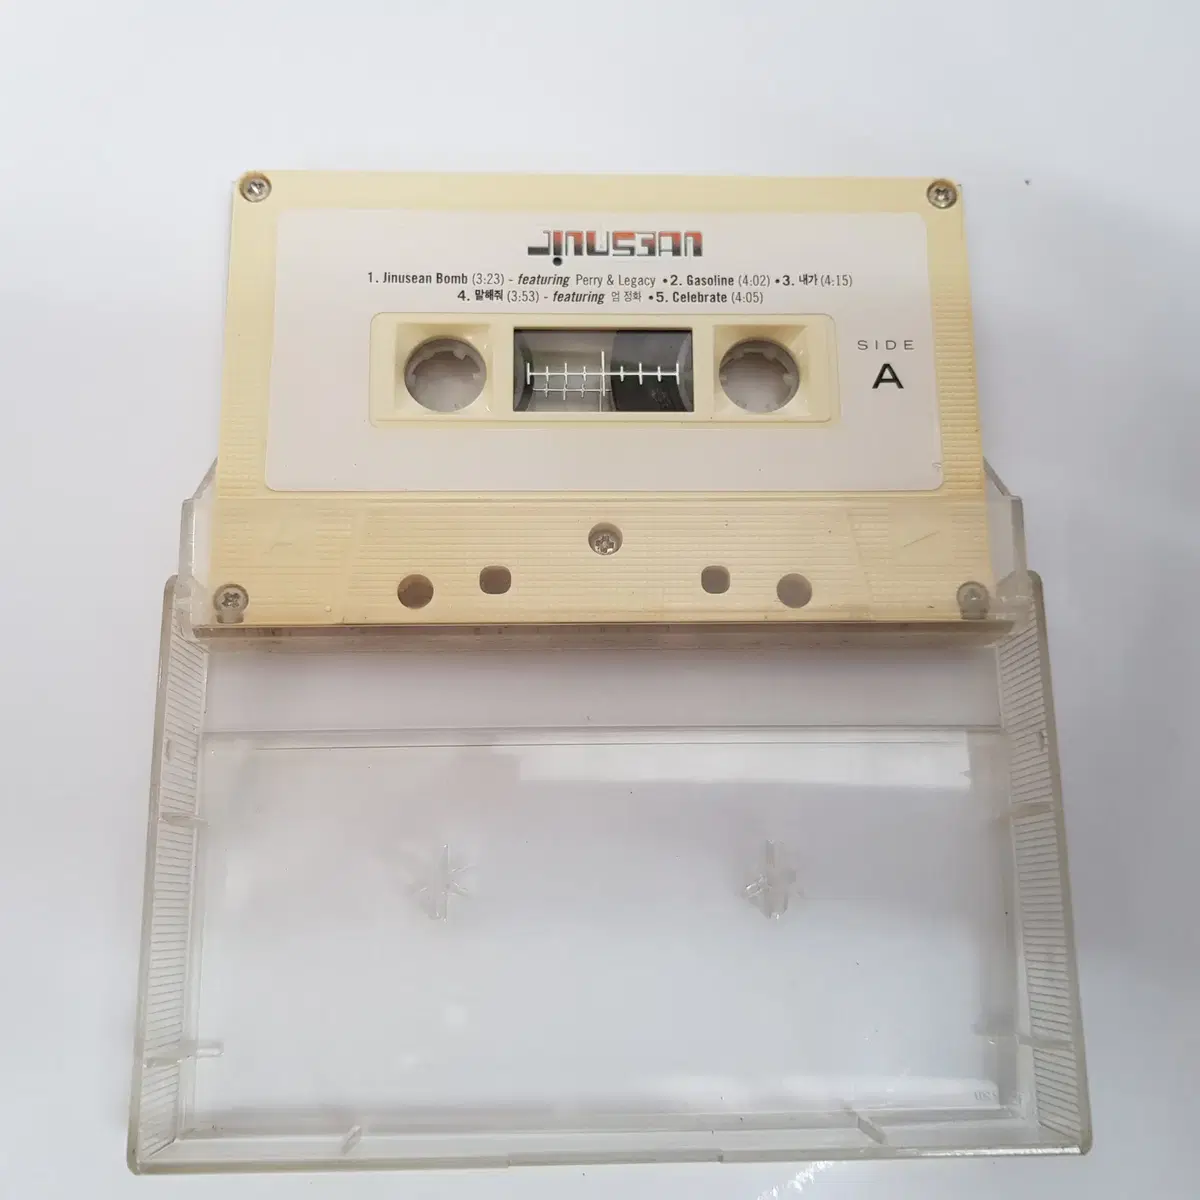 JINUSEAN
1. Jinusean Bomb (3:23) - featuring Perry & Legacy • 2. Gasoline (4:02) • 3. 내가 (4:15)
4. 말해줘 (3:53) - featuring 엄 정화 • 5. Celebrate (4:05)
SIDE
A